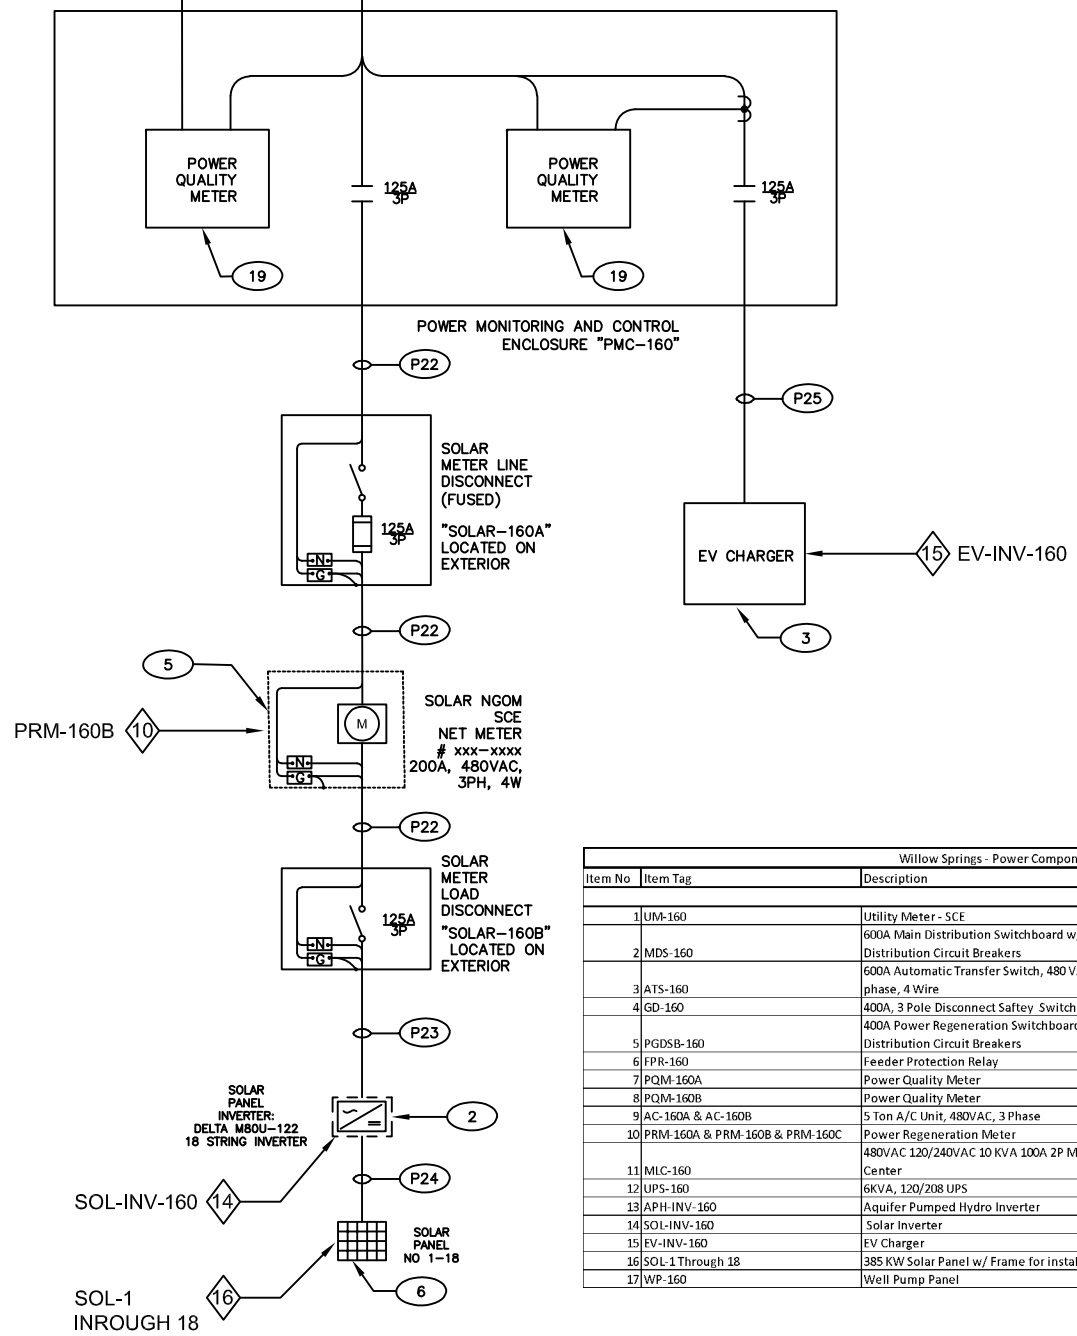 POWER
QUALITY
METER
125A
3P
POWER
QUALITY
METER
125A
3P
19
19
POWER MONITORING AND CONTROL
ENCLOSURE "PMC-160"
P22
P25
SOLAR
METER LINE
DISCONNECT
(FUSED)
125A
3P
"SOLAR-160A"
LOCATED ON
EXTERIOR
N
G
EV CHARGER
15 EV-INV-160
3
P22
5
PRM-160B 10
M
N
G
SOLAR NGOM
SCE
NET METER
# xxx-xxxx
200A, 480VAC,
3PH, 4W
P22
SOLAR
METER
LOAD
DISCONNECT
125A
3P
"SOLAR-160B"
LOCATED ON
EXTERIOR
N
G
P23
SOLAR
PANEL
INVERTER:
DELTA M80U-122
18 STRING INVERTER
2
SOL-INV-160 14
P24
SOLAR
PANEL
NO 1-18
6
16
SOL-1
INROUGH 18
Willow Springs - Power Compon
Item No Item Tag Description
1 UM-160 Utility Meter - SCE
600A Main Distribution Switchboard w/
2 MDS-160 Distribution Circuit Breakers
600A Automatic Transfer Switch, 480 V
3 ATS-160 phase, 4 Wire
4 GD-160 400A, 3 Pole Disconnect Saftey Switch
400A Power Regeneration Switchboard
5 PGDSB-160 Distribution Circuit Breakers
6 FPR-160 Feeder Protection Relay
7 PQM-160A Power Quality Meter
8 PQM-160B Power Quality Meter
9 AC-160A & AC-160B 5 Ton A/C Unit, 480VAC, 3 Phase
10 PRM-160A & PRM-160B & PRM-160C Power Regeneration Meter
480VAC 120/240VAC 10 KVA 100A 2P M
11 MLC-160 Center
12 UPS-160 6KVA, 120/208 UPS
13 APH-INV-160 Aquifer Pumped Hydro Inverter
14 SOL-INV-160 Solar Inverter
15 EV-INV-160 EV Charger
16 SOL-1 Through 18 385 KW Solar Panel w/ Frame for instal
17 WP-160 Well Pump Panel